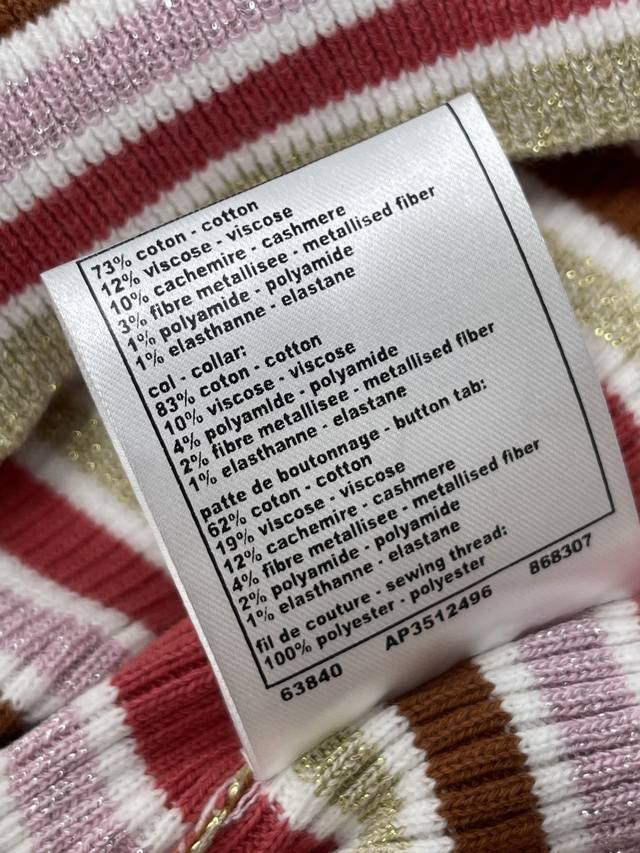 73% coton - cotton
12% viscose - viscose
10% cachemire - cashmere
3% fibre metallisee - metallised fiber
1% polyamide - polyamide
1% elasthanne - elastane
col - collar:
83% coton - cotton
10% viscose - viscose
4% polyamide - polyamide
2% fibre metallisee - metallised fiber
1% elasthanne - elastane
patte de boutonnage - button tab:
62% coton - cotton
19% viscose - viscose
12% cachemire - cashmere
4% fibre metallisee - metallised fiber
2% polyamide - polyamide
1% elasthanne - elastane
fil de couture - sewing thread:
100% polyester - polyester
63840 AP3512496 868307